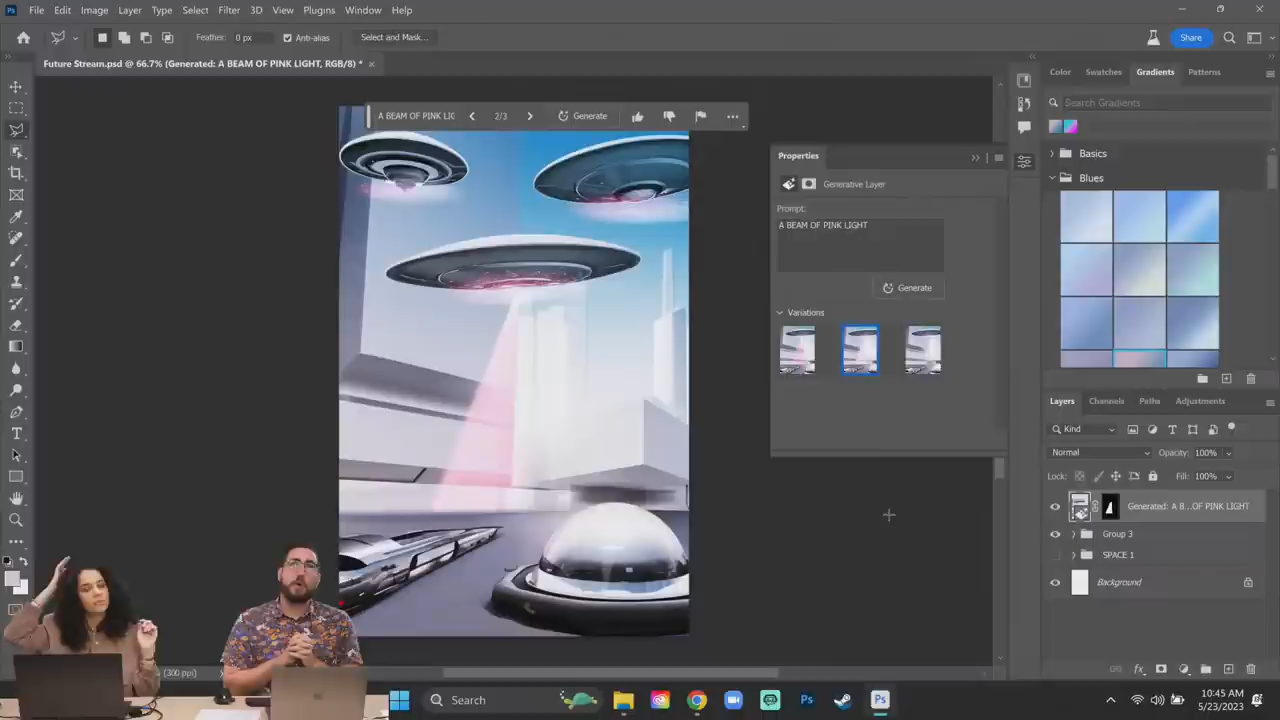 File Edit Image Layer Type Select Filter 3D View Plugins Window Help
Feather: 0 px Anti-alias Select and Mask... Share
Future Stream.psd @ 66.7% (Generated: A BEAM OF PINK LIGHT, RGB/8) * ×
Color Swatches Gradients Patterns
Search Gradients
Basics
Blues
A BEAM OF PINK LIG 2/3 Generate
Properties
Generative Layer
Prompt:
A BEAM OF PINK LIGHT
Generate
Variations
Layers Channels Paths Adjustments
Kind
Normal Opacity: 100%
Lock: Fill: 100%
Generated: A B...OF PINK LIGHT
Group 3
SPACE 1
Background
(300 ppi)
Search
Ps
Ps
10:45 AM
5/23/2023